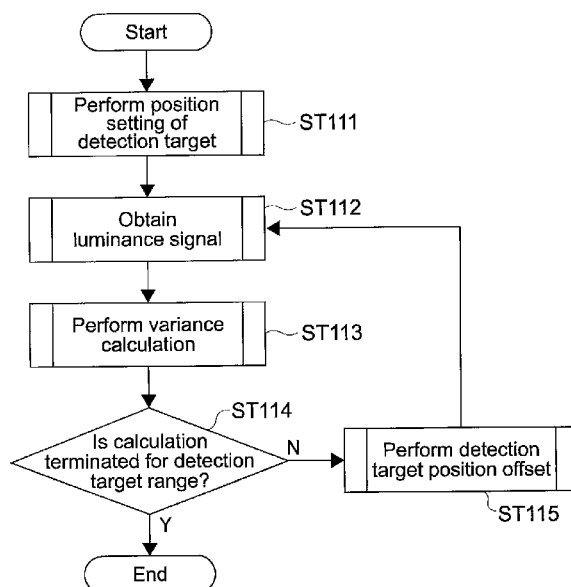 Start
Perform position
setting of
detection target
ST111
ST112
Obtain
luminance signal
Perform variance
calculation
ST113
ST114
Is calculation
terminated for detection
target range?
N
Perform detection
target position offset
ST115
Y
End